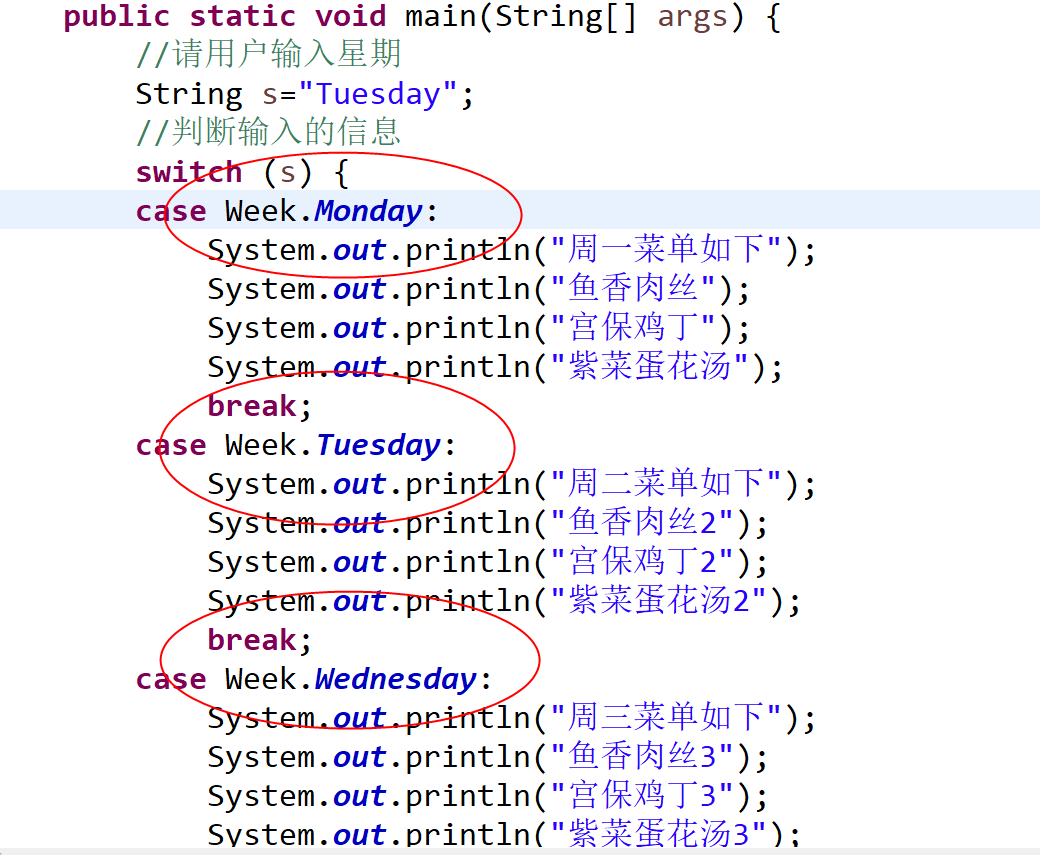 public static void main(String[] args) {
//请用户输入星期
String s="Tuesday";
//判断输入的信息
switch (s) {
case Week.Monday:
System.out.println("周一菜单如下");
System.out.println("鱼香肉丝");
System.out.println("宫保鸡丁");
System.out.println("紫菜蛋花汤");
break;
case Week.Tuesday:
System.out.println("周二菜单如下");
System.out.println("鱼香肉丝2");
System.out.println("宫保鸡丁2");
System.out.println("紫菜蛋花汤2");
break;
case Week.Wednesday:
System.out.println("周三菜单如下");
System.out.println("鱼香肉丝3");
System.out.println("宫保鸡丁3");
System.out.println("紫菜蛋花汤3");